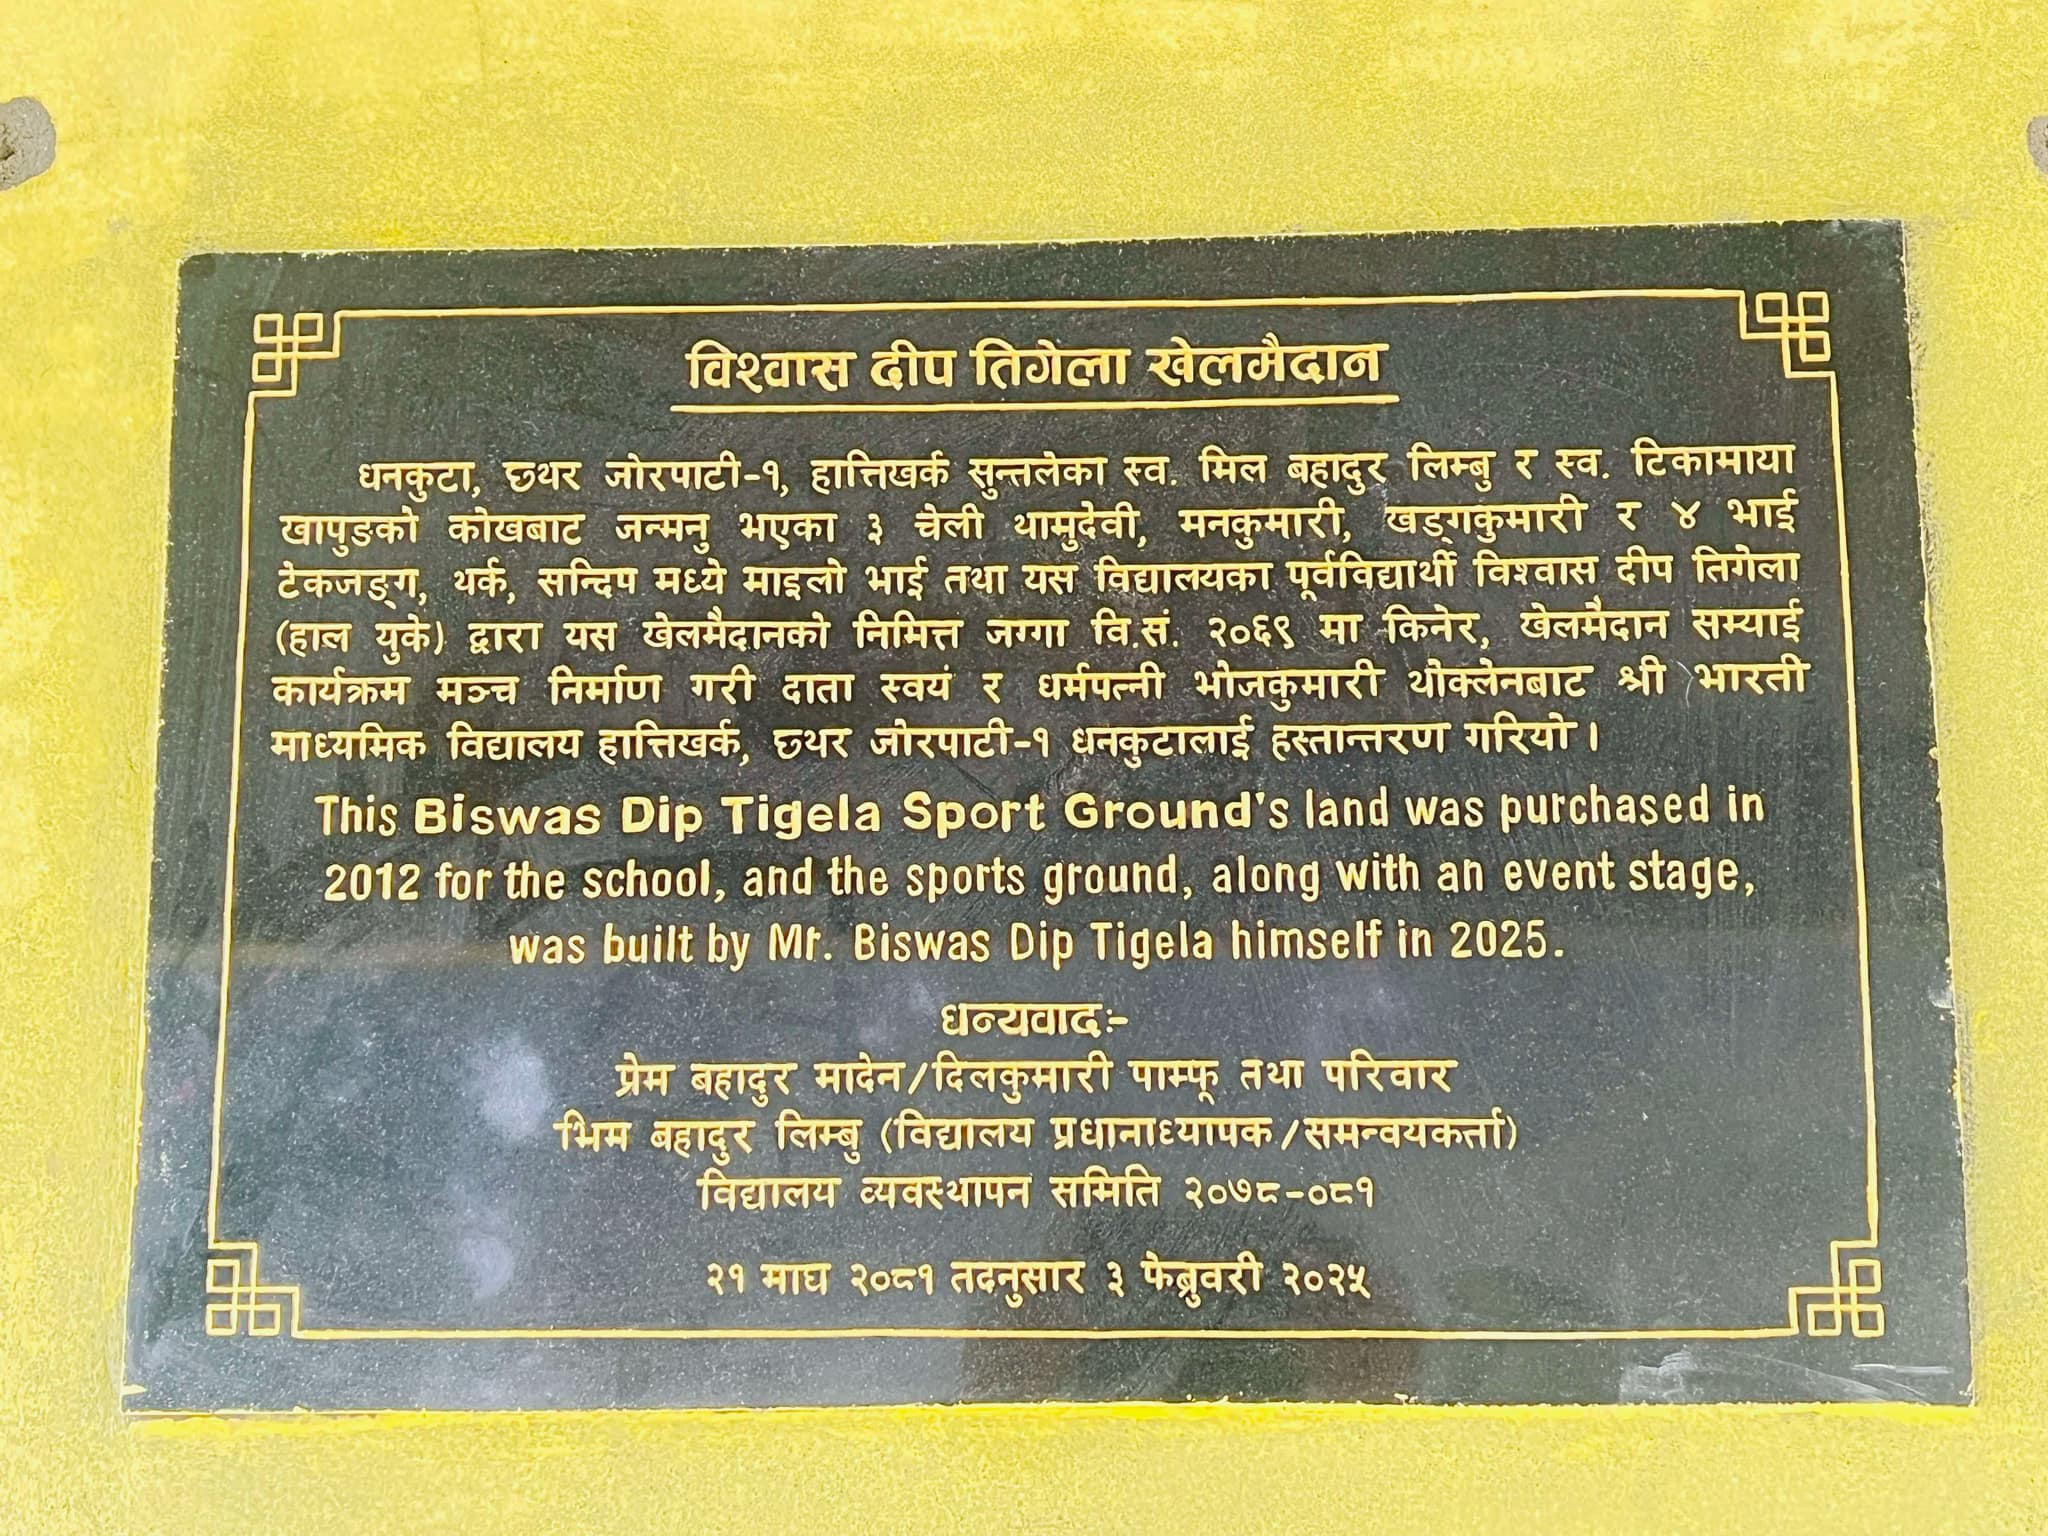 विश्वास दीप तिगेला खेलमैदान
धनकुटा, छथर जोरपाटी-१, हात्तिखर्क सुन्तलेका स्व. मिल बहादुर लिम्बु र स्व. टिकामाया
खापुङको कोखबाट जन्मनु भएका ३ चेली थामुदेवी, मनकुमारी, खड्गकुमारी र ४ भाई
टेकजङ्ग, थर्क, सन्दिप मध्ये माइलो भाई तथा यस विद्यालयका पूर्वविद्यार्थी विश्वास दीप तिगेला
(हाल युके) द्वारा यस खेलमैदानको निमित्त जग्गा वि.सं. २०६९ मा किनेर, खेलमैदान सम्याई
कार्यक्रम मञ्च निर्माण गरी दाता स्वयं र धर्मपत्नी भोजकुमारी थोक्लेनबाट श्री भारती
माध्यमिक विद्यालय हात्तिखर्क, छथर जोरपाटी-१ धनकुटालाई हस्तान्तरण गरियो।
This Biswas Dip Tigela Sport Ground's land was purchased in
2012 for the school, and the sports ground, along with an event stage,
was built by Mr. Biswas Dip Tigela himself in 2025.
धन्यवादः-
प्रेम बहादुर मादेन/दिलकुमारी पाम्फू तथा परिवार
भिम बहादुर लिम्बु (विद्यालय प्रधानाध्यापक/समन्वयकर्त्ता)
विद्यालय व्यवस्थापन समिति २०७८-०८१
२१ माघ २०८१ तदनुसार ३ फेब्रुवरी २०२५